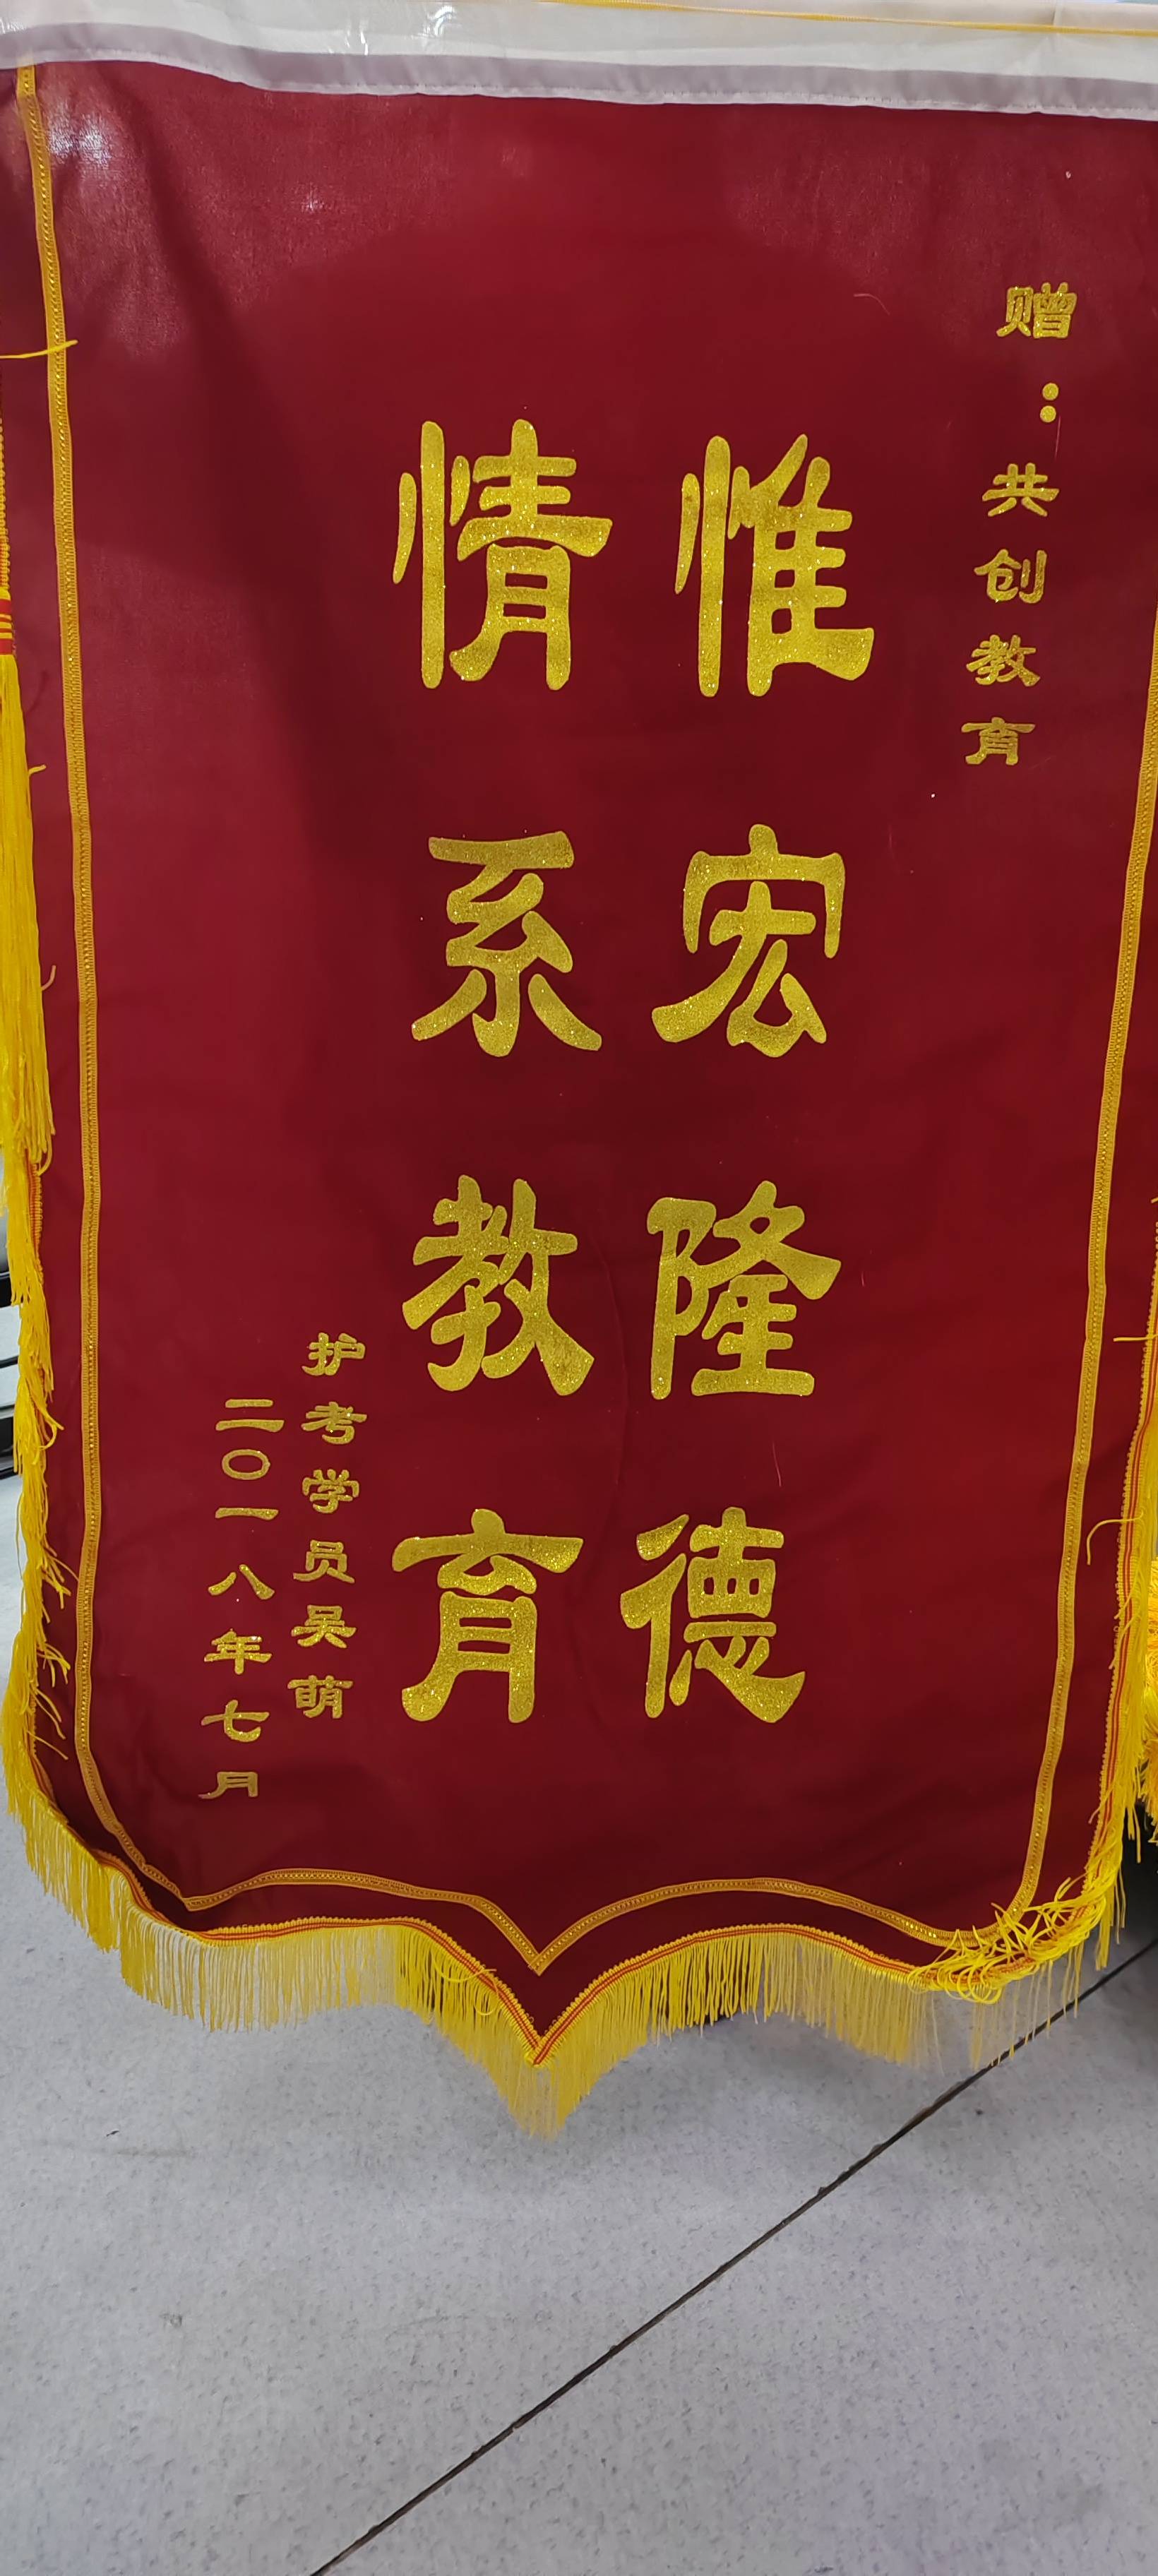 赠：共创教育
惟宏隆德
情系教育
护考学员吴萌
二〇一八年七月